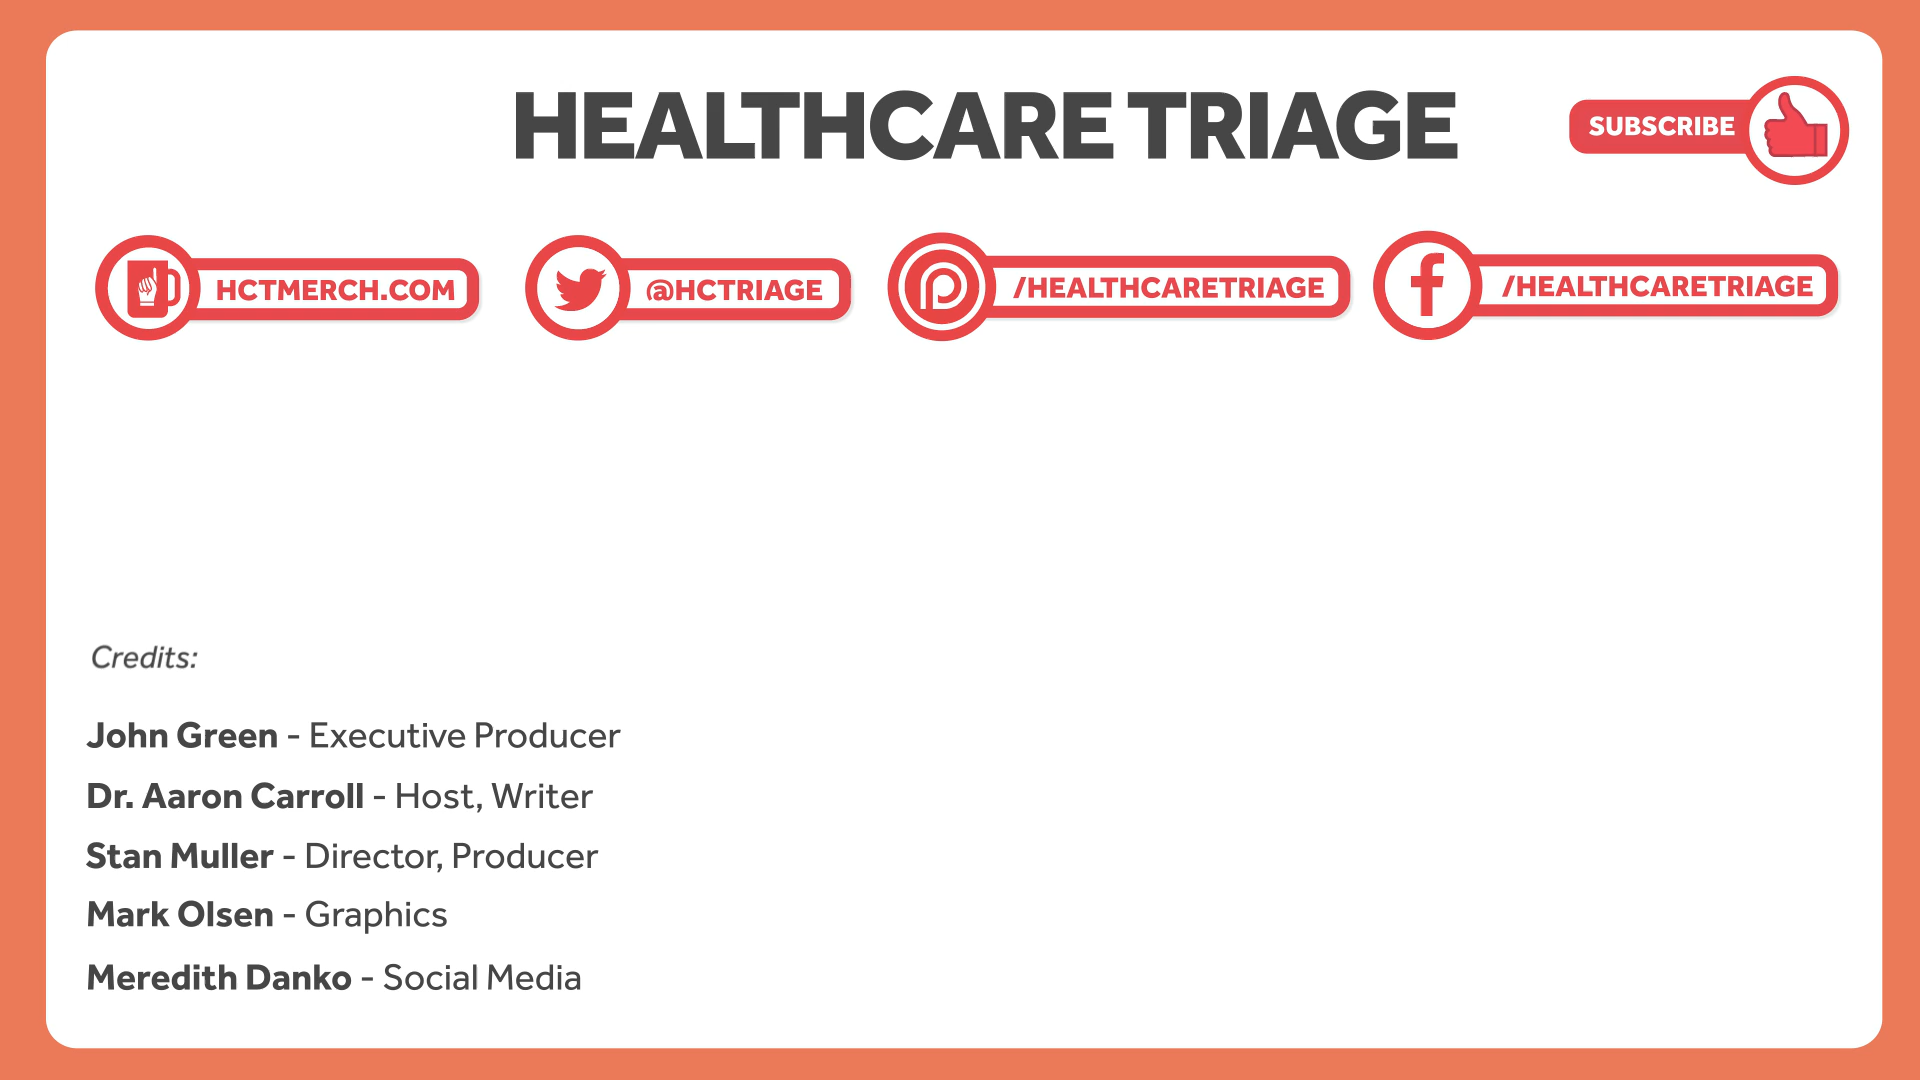 HEALTHCARE TRIAGE
SUBSCRIBE
HCTMERCH.COM
@HCTRIAGE
/HEALTHCARETRIAGE
/HEALTHCARETRIAGE
Credits:
John Green - Executive Producer
Dr. Aaron Carroll - Host, Writer
Stan Muller - Director, Producer
Mark Olsen - Graphics
Meredith Danko - Social Media